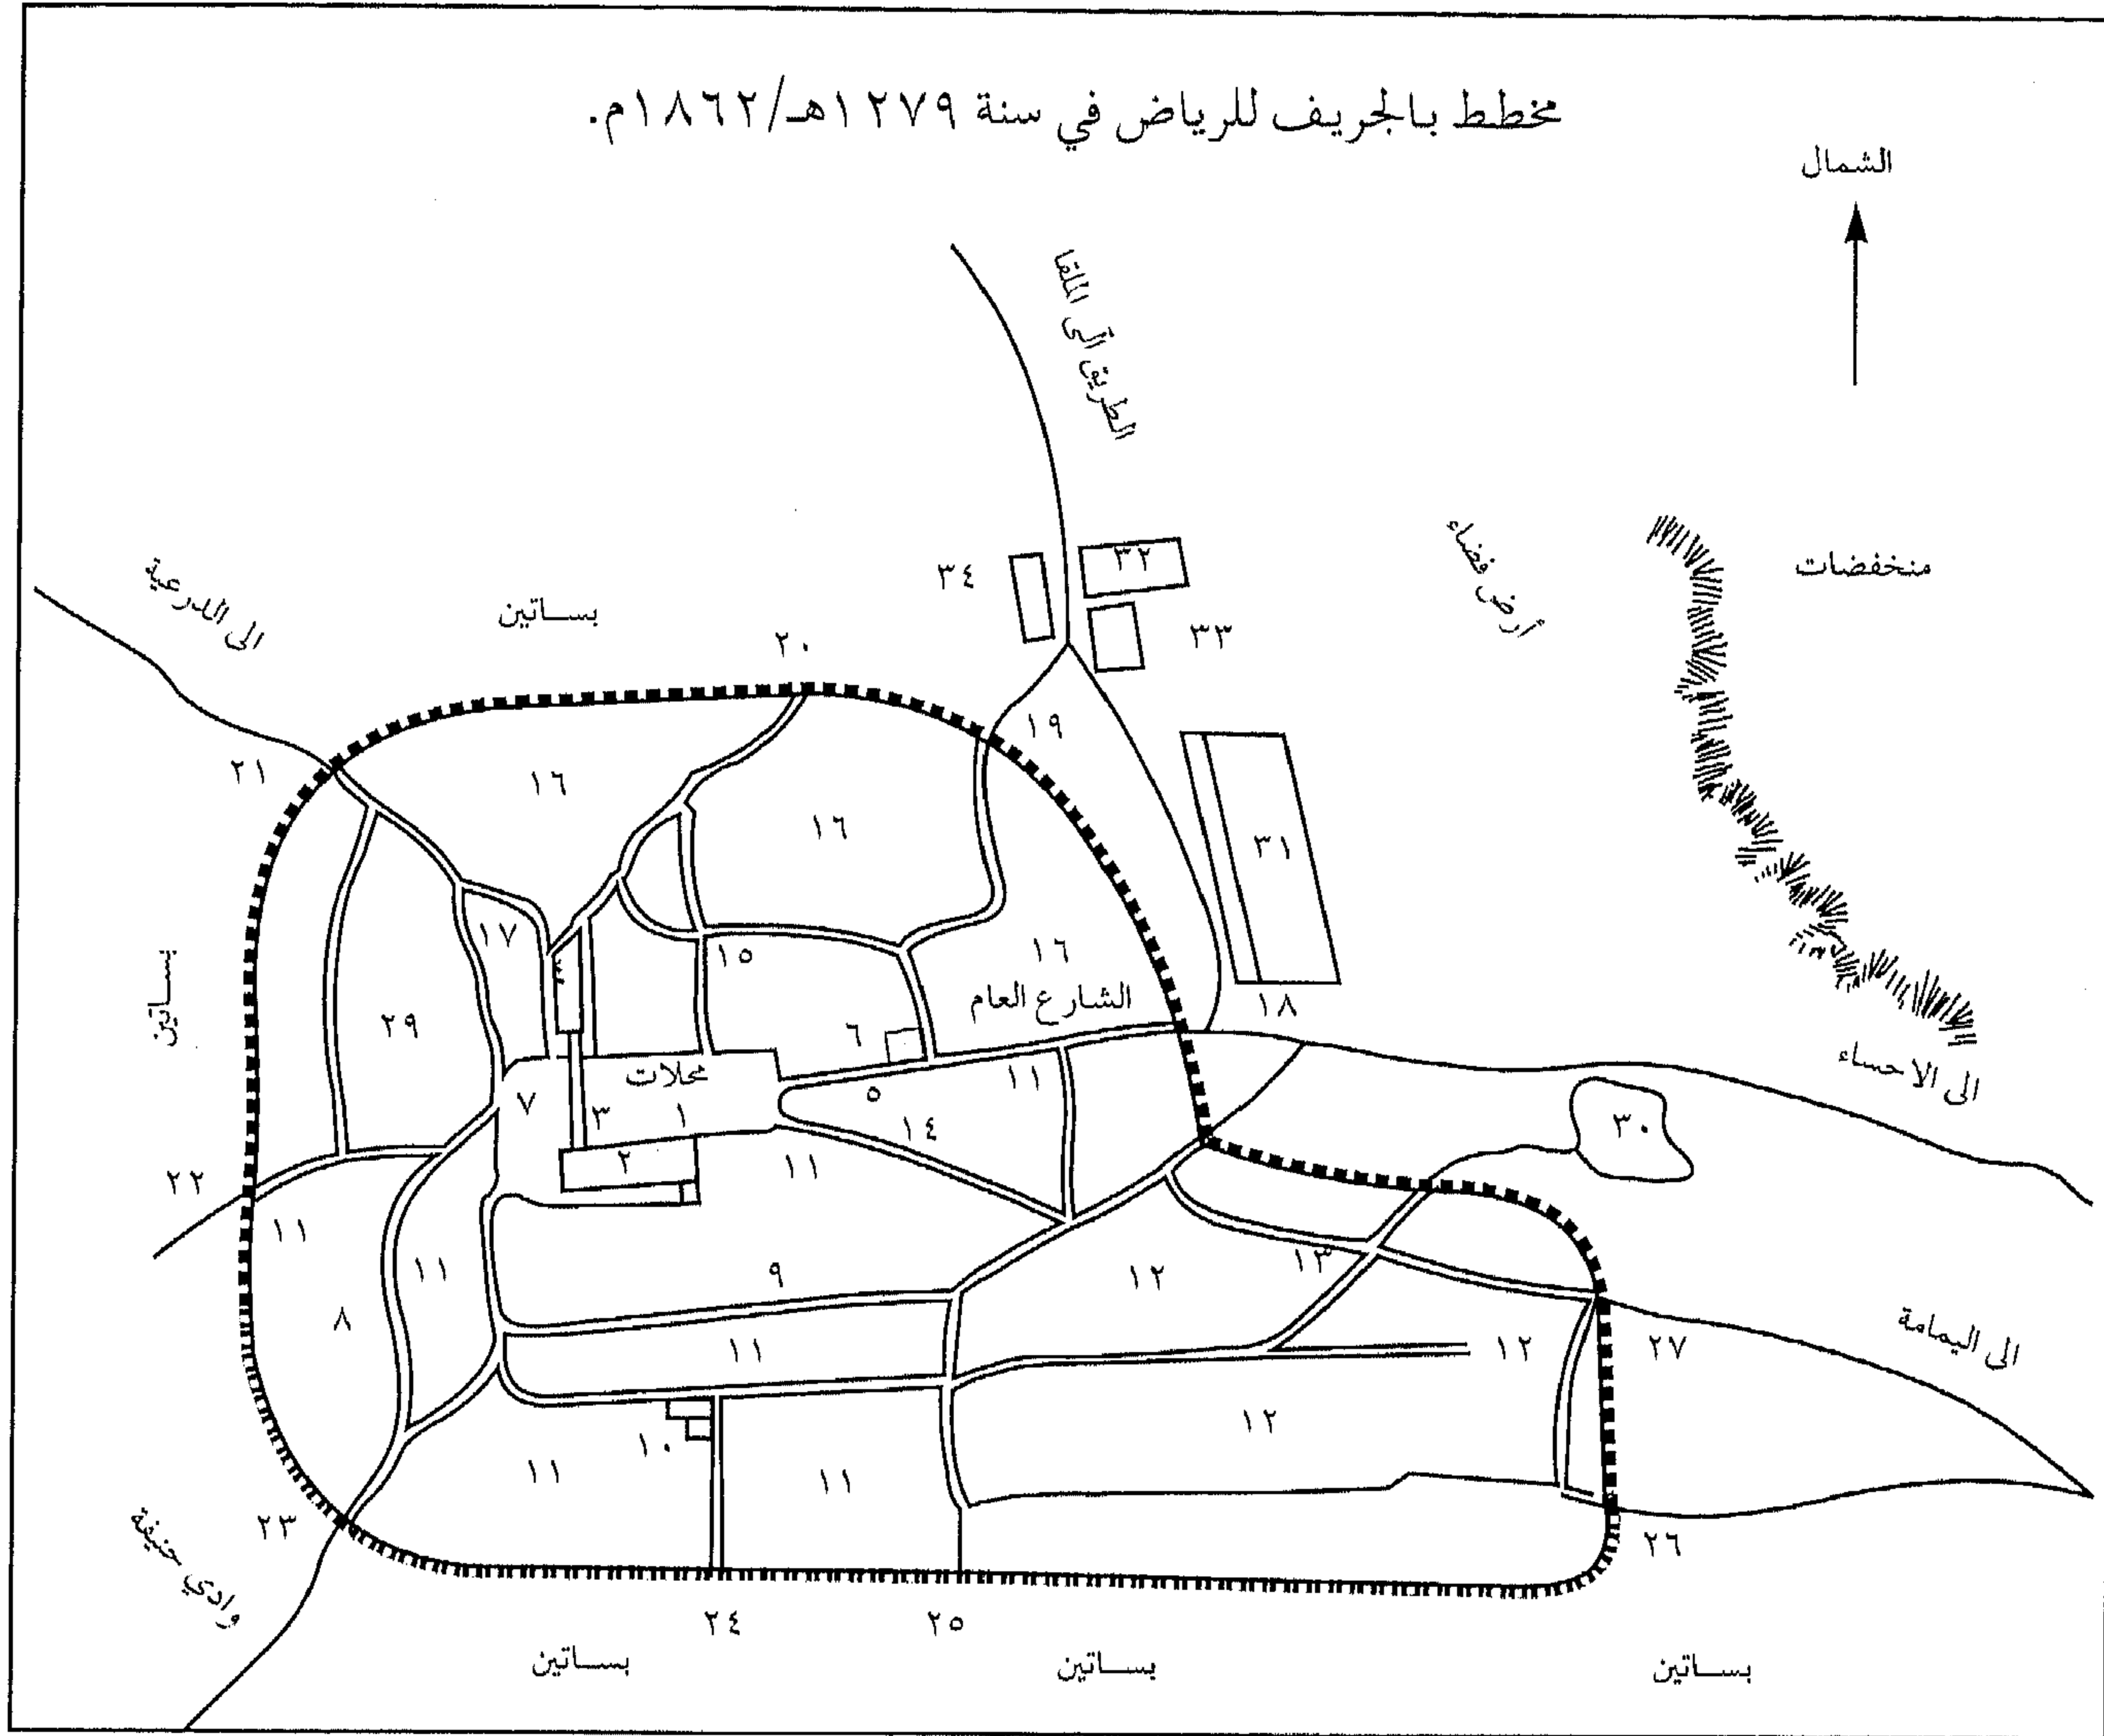 مخطط بالجريف للرياض في سنة ١٢٧٩هـ/١٨٦٢م.
الشمال
الطريق الى الملقا
٣٢
٣٤
٣٣
أرض فضاء
منخفضات
الى الدرعية
بساتين
٢٠
١٩
٢١
١٦
١٦
٣١
١٧
١٥
١٦
٤
بساتين
٢٩
٦
الشارع العام
١٨
الى الاحساء
محلات
١١
٥
٧
٣
١
١٤
٣٠
٢
١١
٢٢
١١
١١
٩
١٢
١٣
٨
١١
١٢
٢٧
الى اليمامة
١٢
١٠
١١
١١
٢٣
وادي حنيفة
٢٦
٢٤
٢٥
بساتين
بساتين
بساتين